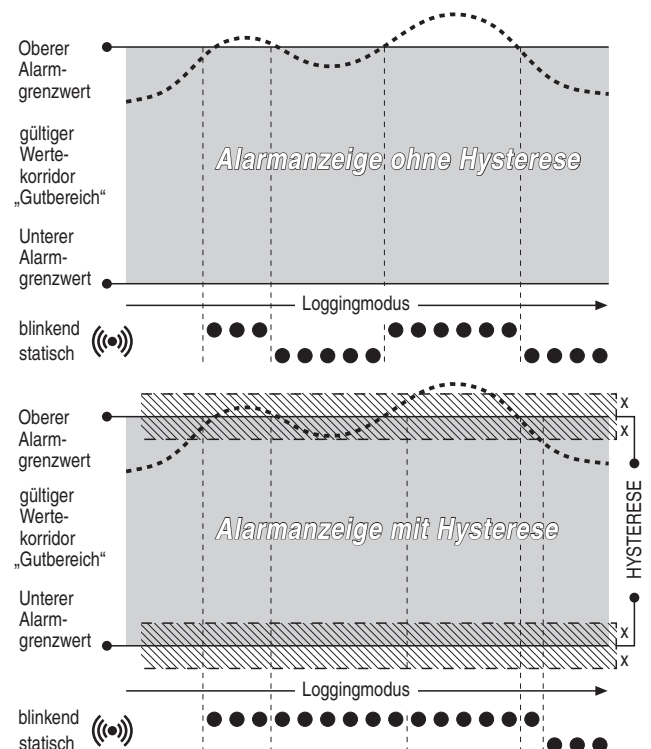 Oberer
Alarm-
grenzwert
gültiger
Werte-
korridor
„Gutbereich“
Alarmanzeige ohne Hysterese
Unterer
Alarm-
grenzwert
Loggingmodus
blinkend
statisch
x
Oberer
x
Alarm-
grenzwert
gültiger
Werte-
korridor
„Gutbereich“
Alarmanzeige mit Hysterese
HYSTERESE
Unterer
Alarm-
x
grenzwert
x
Loggingmodus
blinkend
statisch